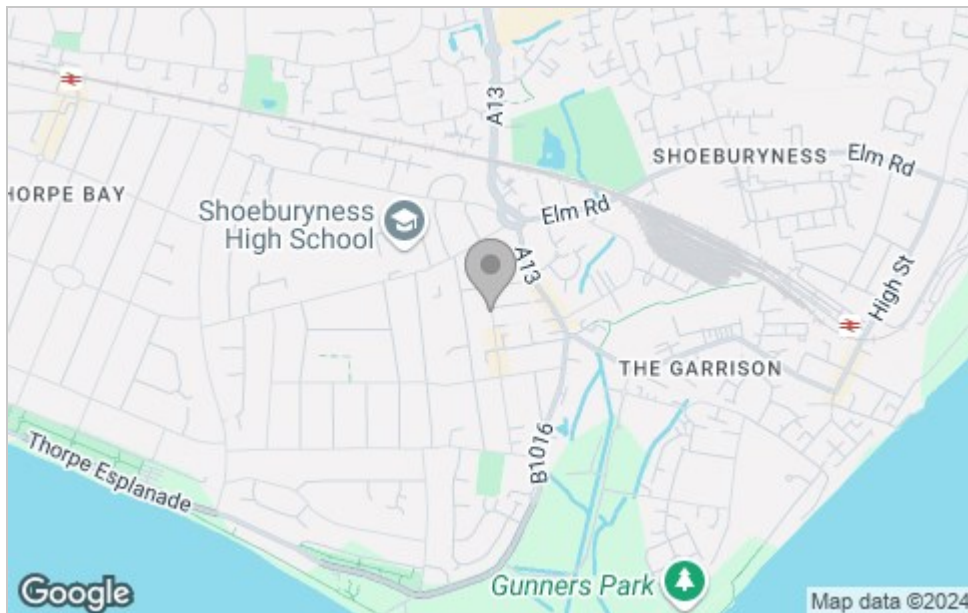 A13
SHOEBURYNESS
Elm Rd
HORPE BAY
Shoeburyness
High School
Elm Rd
A13
High St
THE GARRISON
B1016
Thorpe Esplanade
Gunners Park
Google
Map data ©2024